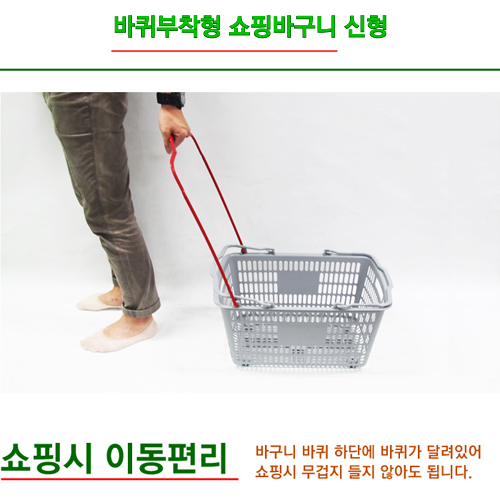 바퀴부착형 쇼핑바구니 신형
쇼핑시 이동편리
바구니 바퀴 하단에 바퀴가 달려있어
쇼핑시 무겁지 들지 않아도 됩니다.